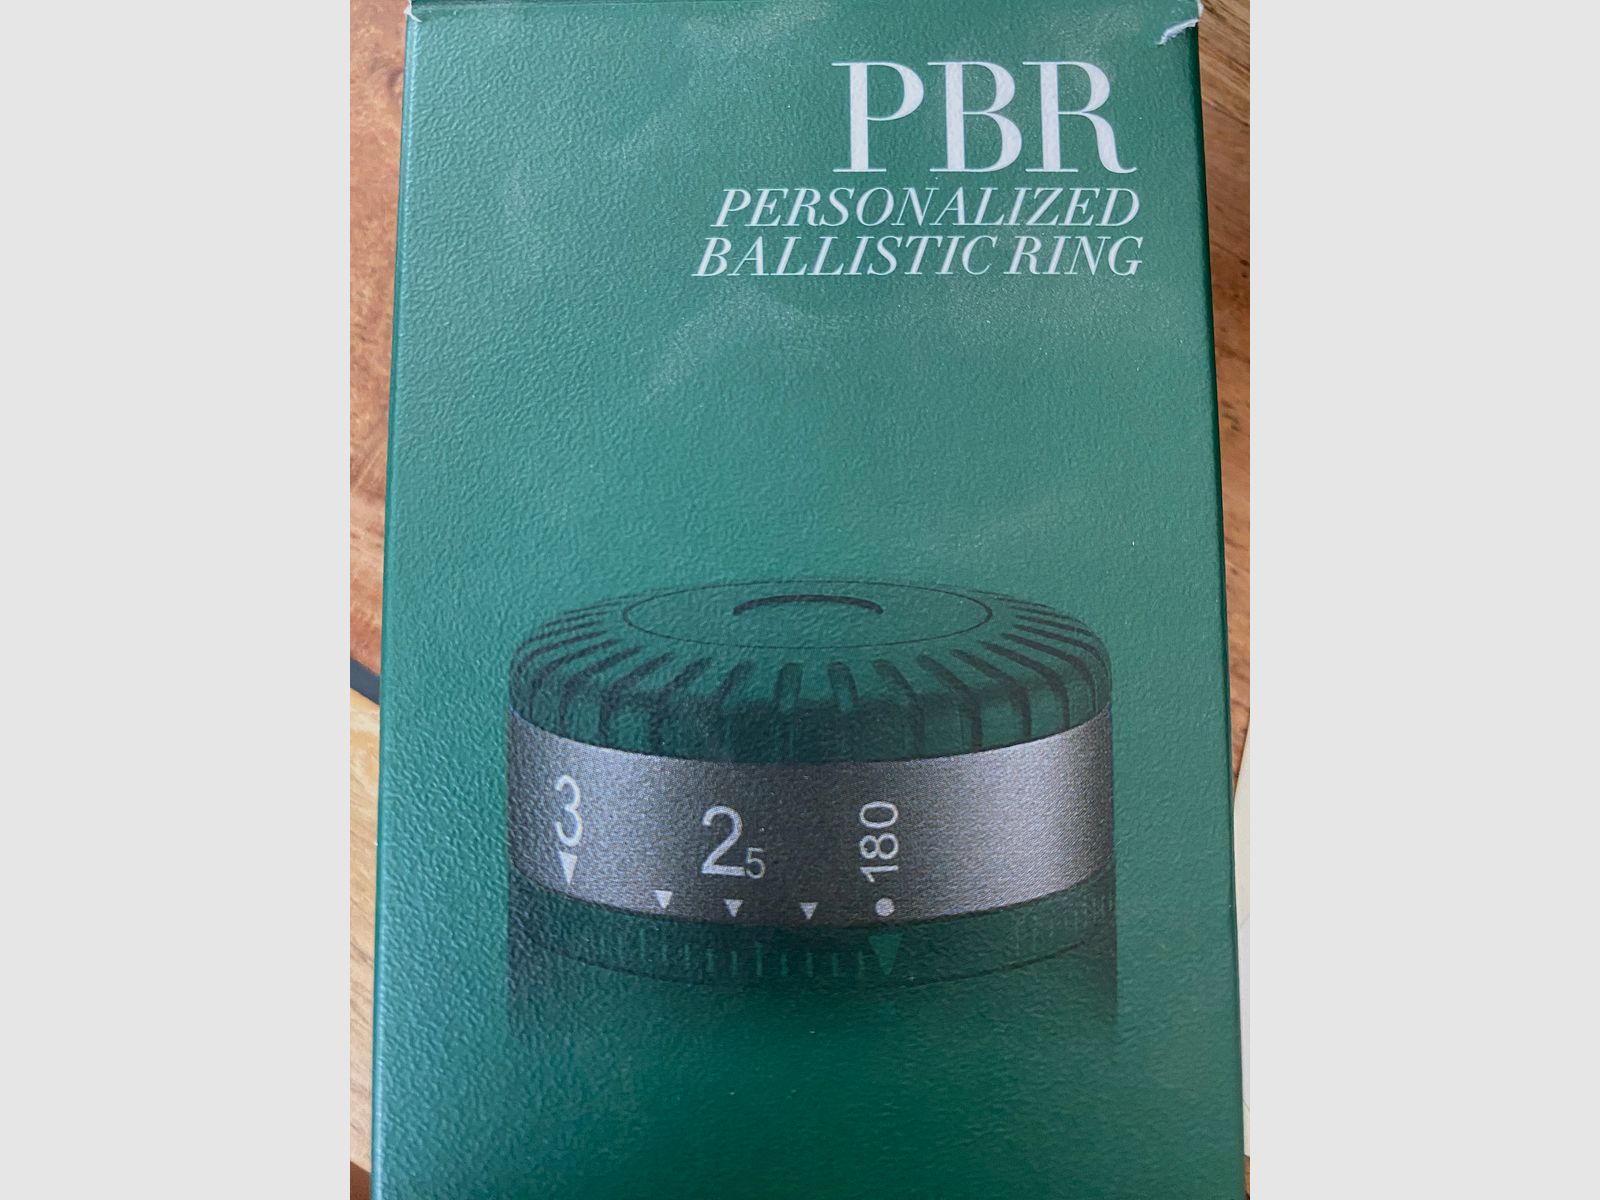 PBR
PERSONALIZED
BALLISTIC RING
3
25
180